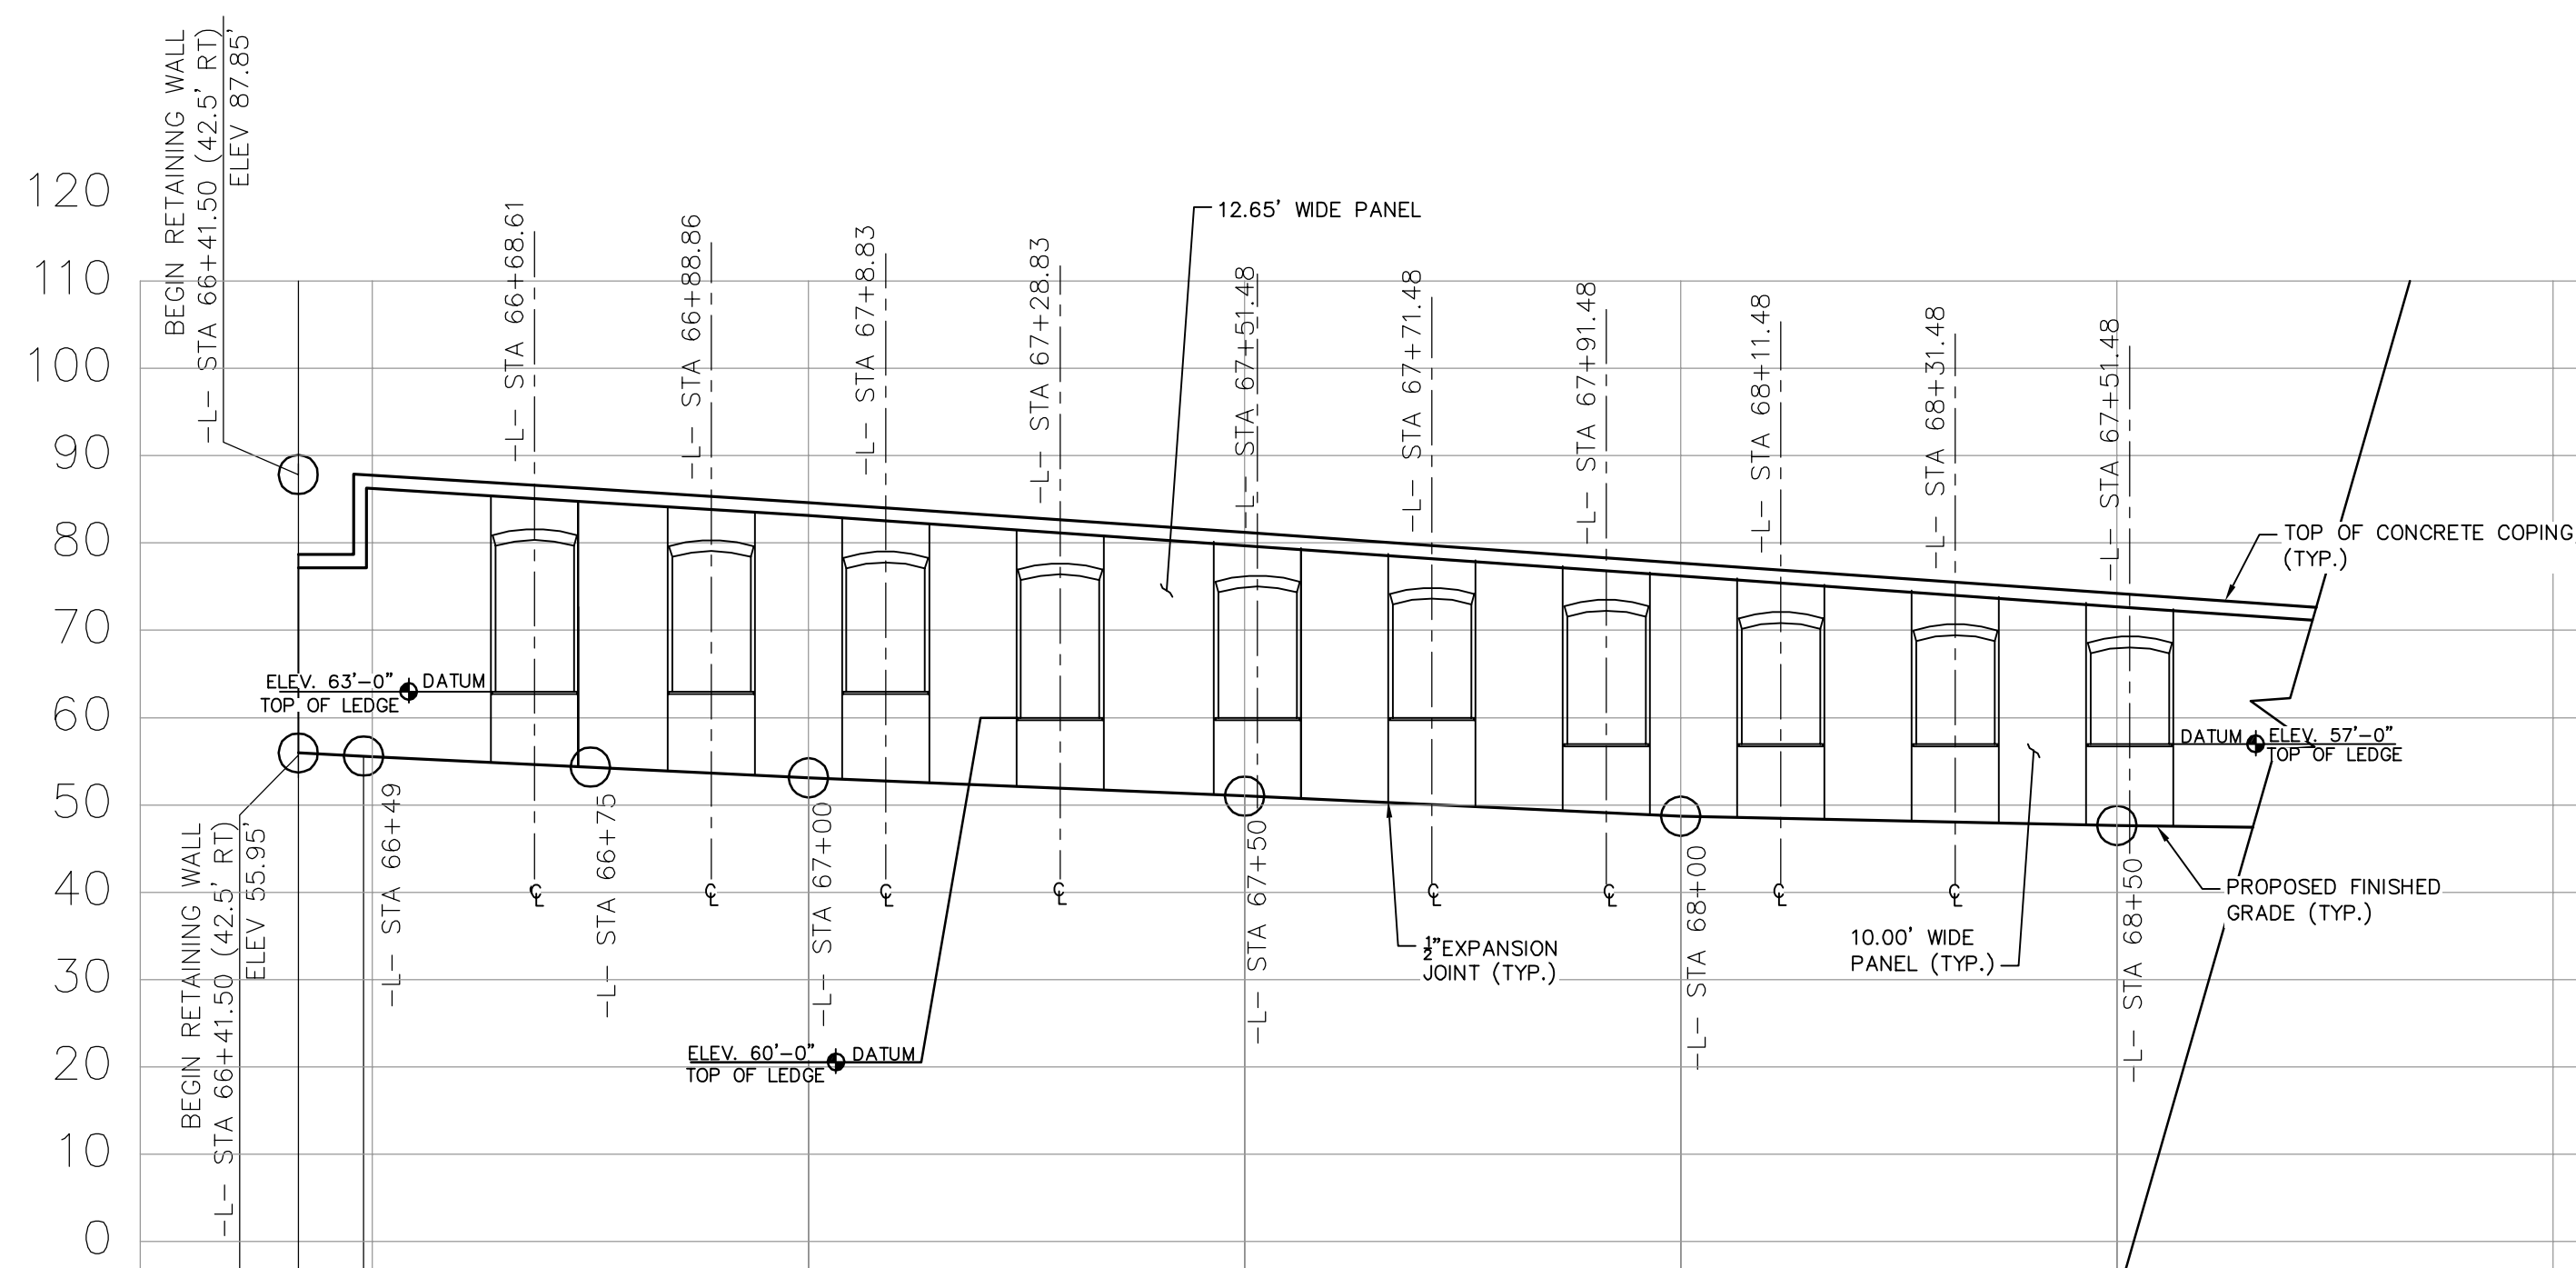 BEGIN RETAINING WALL
-L- STA 66+41.50 (42.5' RT)
ELEV 87.85'
120
110
100
90
80
70
60
50
40
30
20
10
0
-L- STA 66+68.61
-L- STA 66+88.86
-L- STA 67+8.83
-L- STA 67+28.83
-L- STA 67+51.48
-L- STA 67+71.48
-L- STA 67+91.48
-L- STA 68+11.48
-L- STA 68+31.48
-L- STA 67+51.48
12.65' WIDE PANEL
TOP OF CONCRETE COPING
(TYP.)
ELEV. 63'-0" DATUM
TOP OF LEDGE
DATUM ELEV. 57'-0"
TOP OF LEDGE
BEGIN RETAINING WALL
-L- STA 66+41.50 (42.5' RT)
ELEV 55.95'
-L- STA 66+49
-L- STA 66+75
-L- STA 67+00
-L- STA 67+50
-L- STA 68+00
-L- STA 68+50
℄
℄
℄
℄
℄
℄
℄
℄
PROPOSED FINISHED
GRADE (TYP.)
½"EXPANSION
JOINT (TYP.)
10.00' WIDE
PANEL (TYP.)
ELEV. 60'-0" DATUM
TOP OF LEDGE